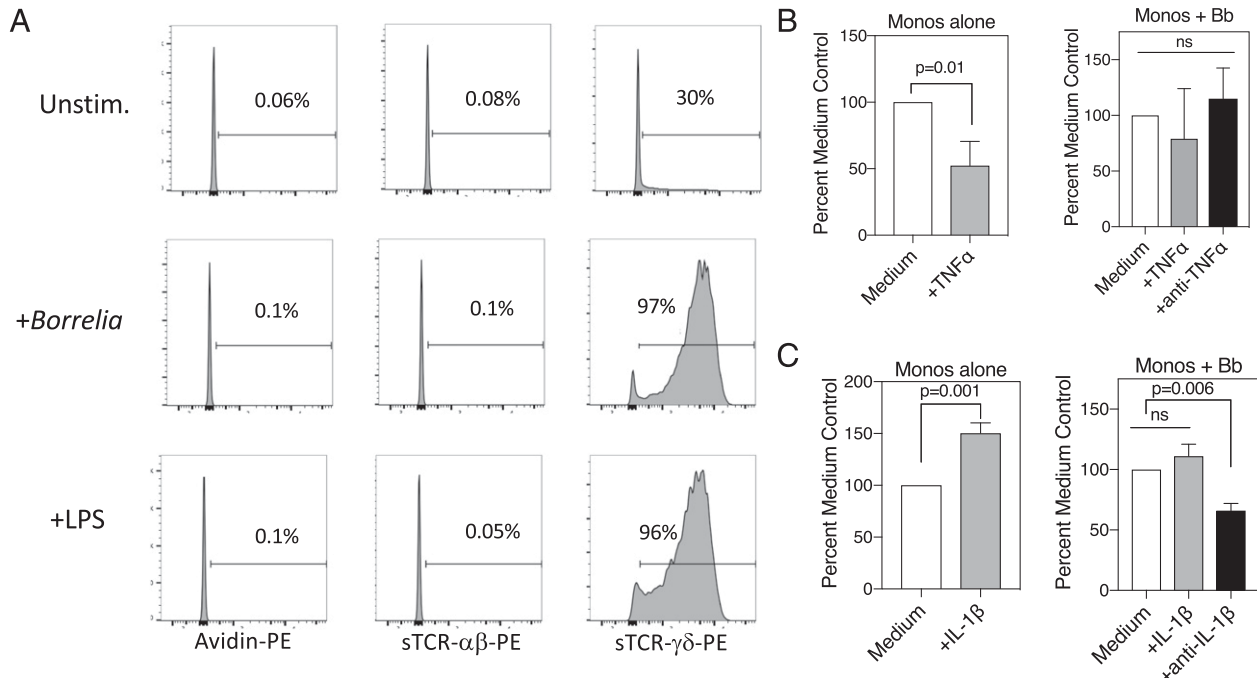 A
Unstim.
0.06%
0.08%
30%
+Borrelia
0.1%
0.1%
97%
+LPS
0.1%
0.05%
96%
Avidin-PE
sTCR-αβ-PE
sTCR-γδ-PE
B
Monos alone
Percent Medium Control
150
100
50
0
p=0.01
Medium
+TNFα
Monos + Bb
Percent Medium Control
150
100
50
0
ns
Medium
+TNFα
+anti-TNFα
C
Monos alone
Percent Medium Control
200
150
100
50
0
p=0.001
Medium
+IL-1β
Monos + Bb
Percent Medium Control
150
100
50
0
p=0.006
ns
Medium
+IL-1β
+anti-IL-1β